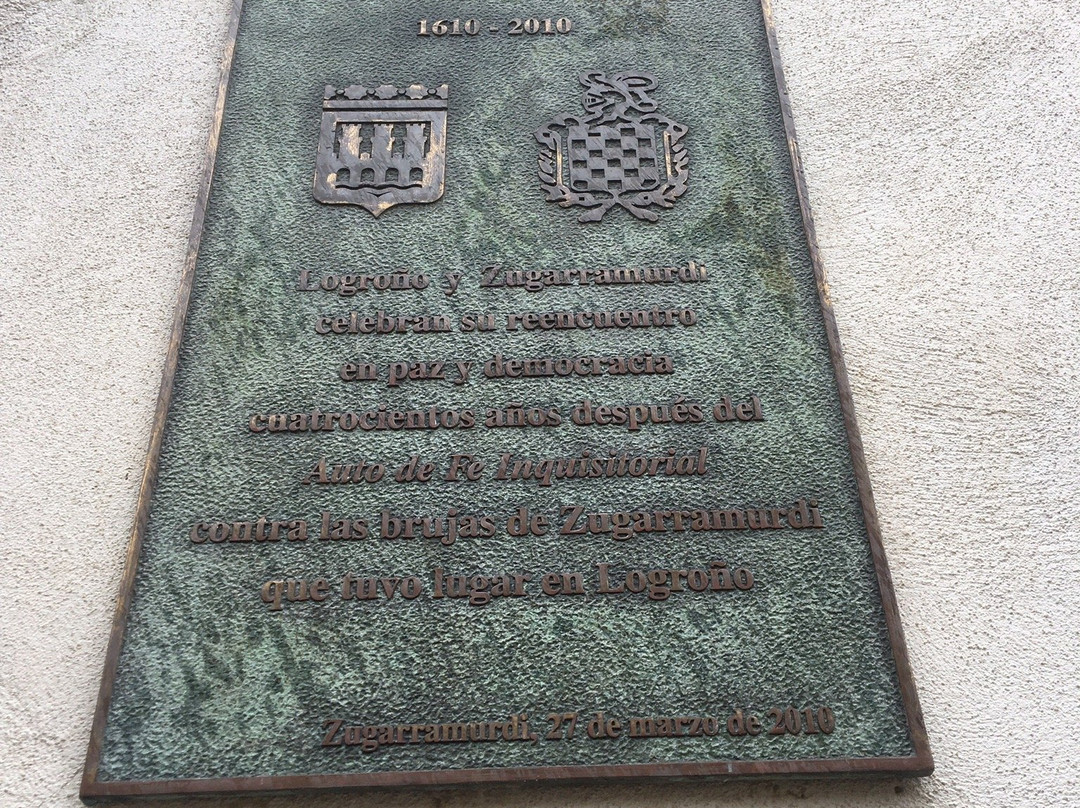 1610 - 2010
Logroño y Zugarramurdi
celebran su reencuentro
en paz y democracia
cuatrocientos años después del
Auto de Fe Inquisitorial
contra las brujas de Zugarramurdi
que tuvo lugar en Logroño
Zugarramurdi, 27 de marzo de 2010